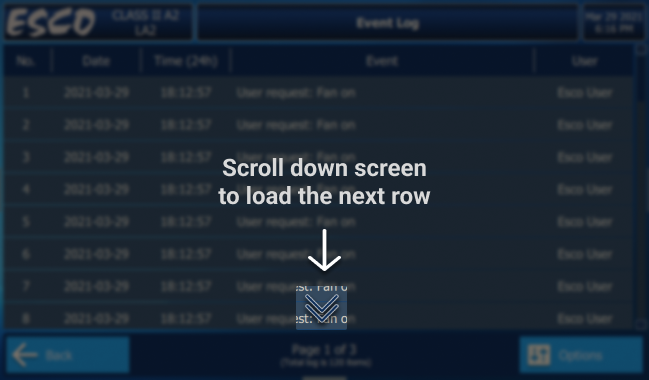 ESCO
CLASS II A2
LA2
Event Log
Mar 29 2021
6:16 PM
No. Date Time (24h) Event User
1 2021-03-29 18:12:57 User request: Fan on Esco User
2 2021-03-29 18:12:57 User request: Fan on Esco User
3 2021-03-29 18:12:57 User request: Fan on Esco User
Scroll down screen
4 2021-03-29 18:12:57 Esco User
to load the next row
5 2021-03-29 18:12:57 User request: Fan on Esco User
6 2021-03-29 18:12:57 User request: Fan on Esco User
7 2021-03-29 18:12:57 User request: Fan on Esco User
8 2021-03-29 18:12:57 User request: Fan on Esco User
Back
Page 1 of 3
(Total log is 120 items)
Options